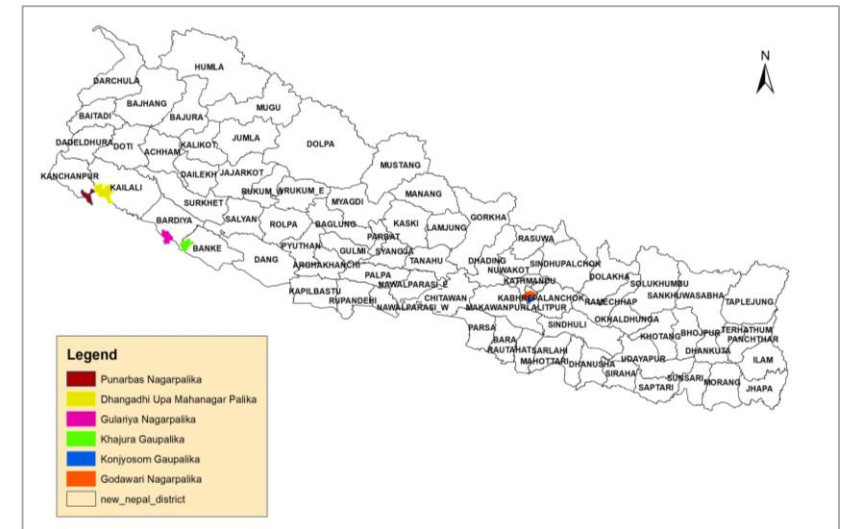 N
HUMLA
DARCHULA
BAJHANG
MUGU
BAITADI
BAJURA
DOLPA
JUMLA
DADELDHURA
DOTI
KALIKOT
ACHHAM
MUSTANG
KANCHANPUR
KAILALI
DAILEKH
JAJARKOT
RUKUM_W
RUKUM_E
MANANG
SURKHET
MYAGDI
GORKHA
BARDIYA
SALYAN
ROLPA
BAGLUNG
KASKI
LAMJUNG
PARBAT
RASUWA
BANKE
DANG
PYUTHAN
GULMI
SYANGJA
TANAHU
DHADING
SINDHUPALCHOK
NUWAKOT
ARGHAKHANCHI
DOLAKHA
PALPA
KATHMANDU
SOLUKHUMBU
KAPILBASTU
NAWALPARASI_E
SANKHUWASABHA
RUPANDEHI
CHITAWAN
KABHREPALANCHOK
RAMECHHAP
TAPLEJUNG
NAWALPARASI_W
MAKAWANPUR
LALITPUR
OKHALDHUNGA
PARSA
SINDHULI
KHOTANG
BHOJPUR
TERHATHUM
PANCHTHAR
BARA
RAUTAHAT
SARLAHI
DHANKUTA
MAHOTTARI
DHANUSHA
UDAYAPUR
ILAM
SIRAHA
SUNSARI
MORANG
JHAPA
SAPTARI
Legend
Punarbas Nagarpalika
Dhangadhi Upa Mahanagar Palika
Gulariya Nagarpalika
Khajura Gaupalika
Konjyosom Gaupalika
Godawari Nagarpalika
new_nepal_district